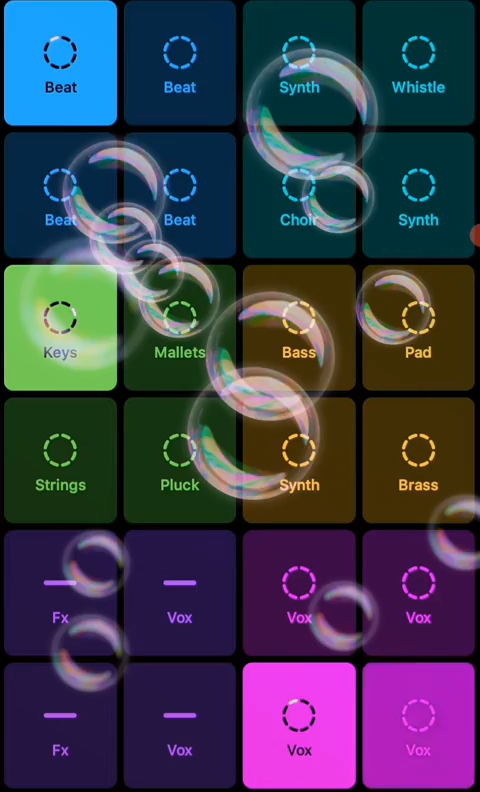 Beat Beat Synth Whistle
Beat Beat Choir Synth
Keys Mallets Bass Pad
Strings Pluck Synth Brass
Fx Vox Vox Vox
Fx Vox Vox Vox